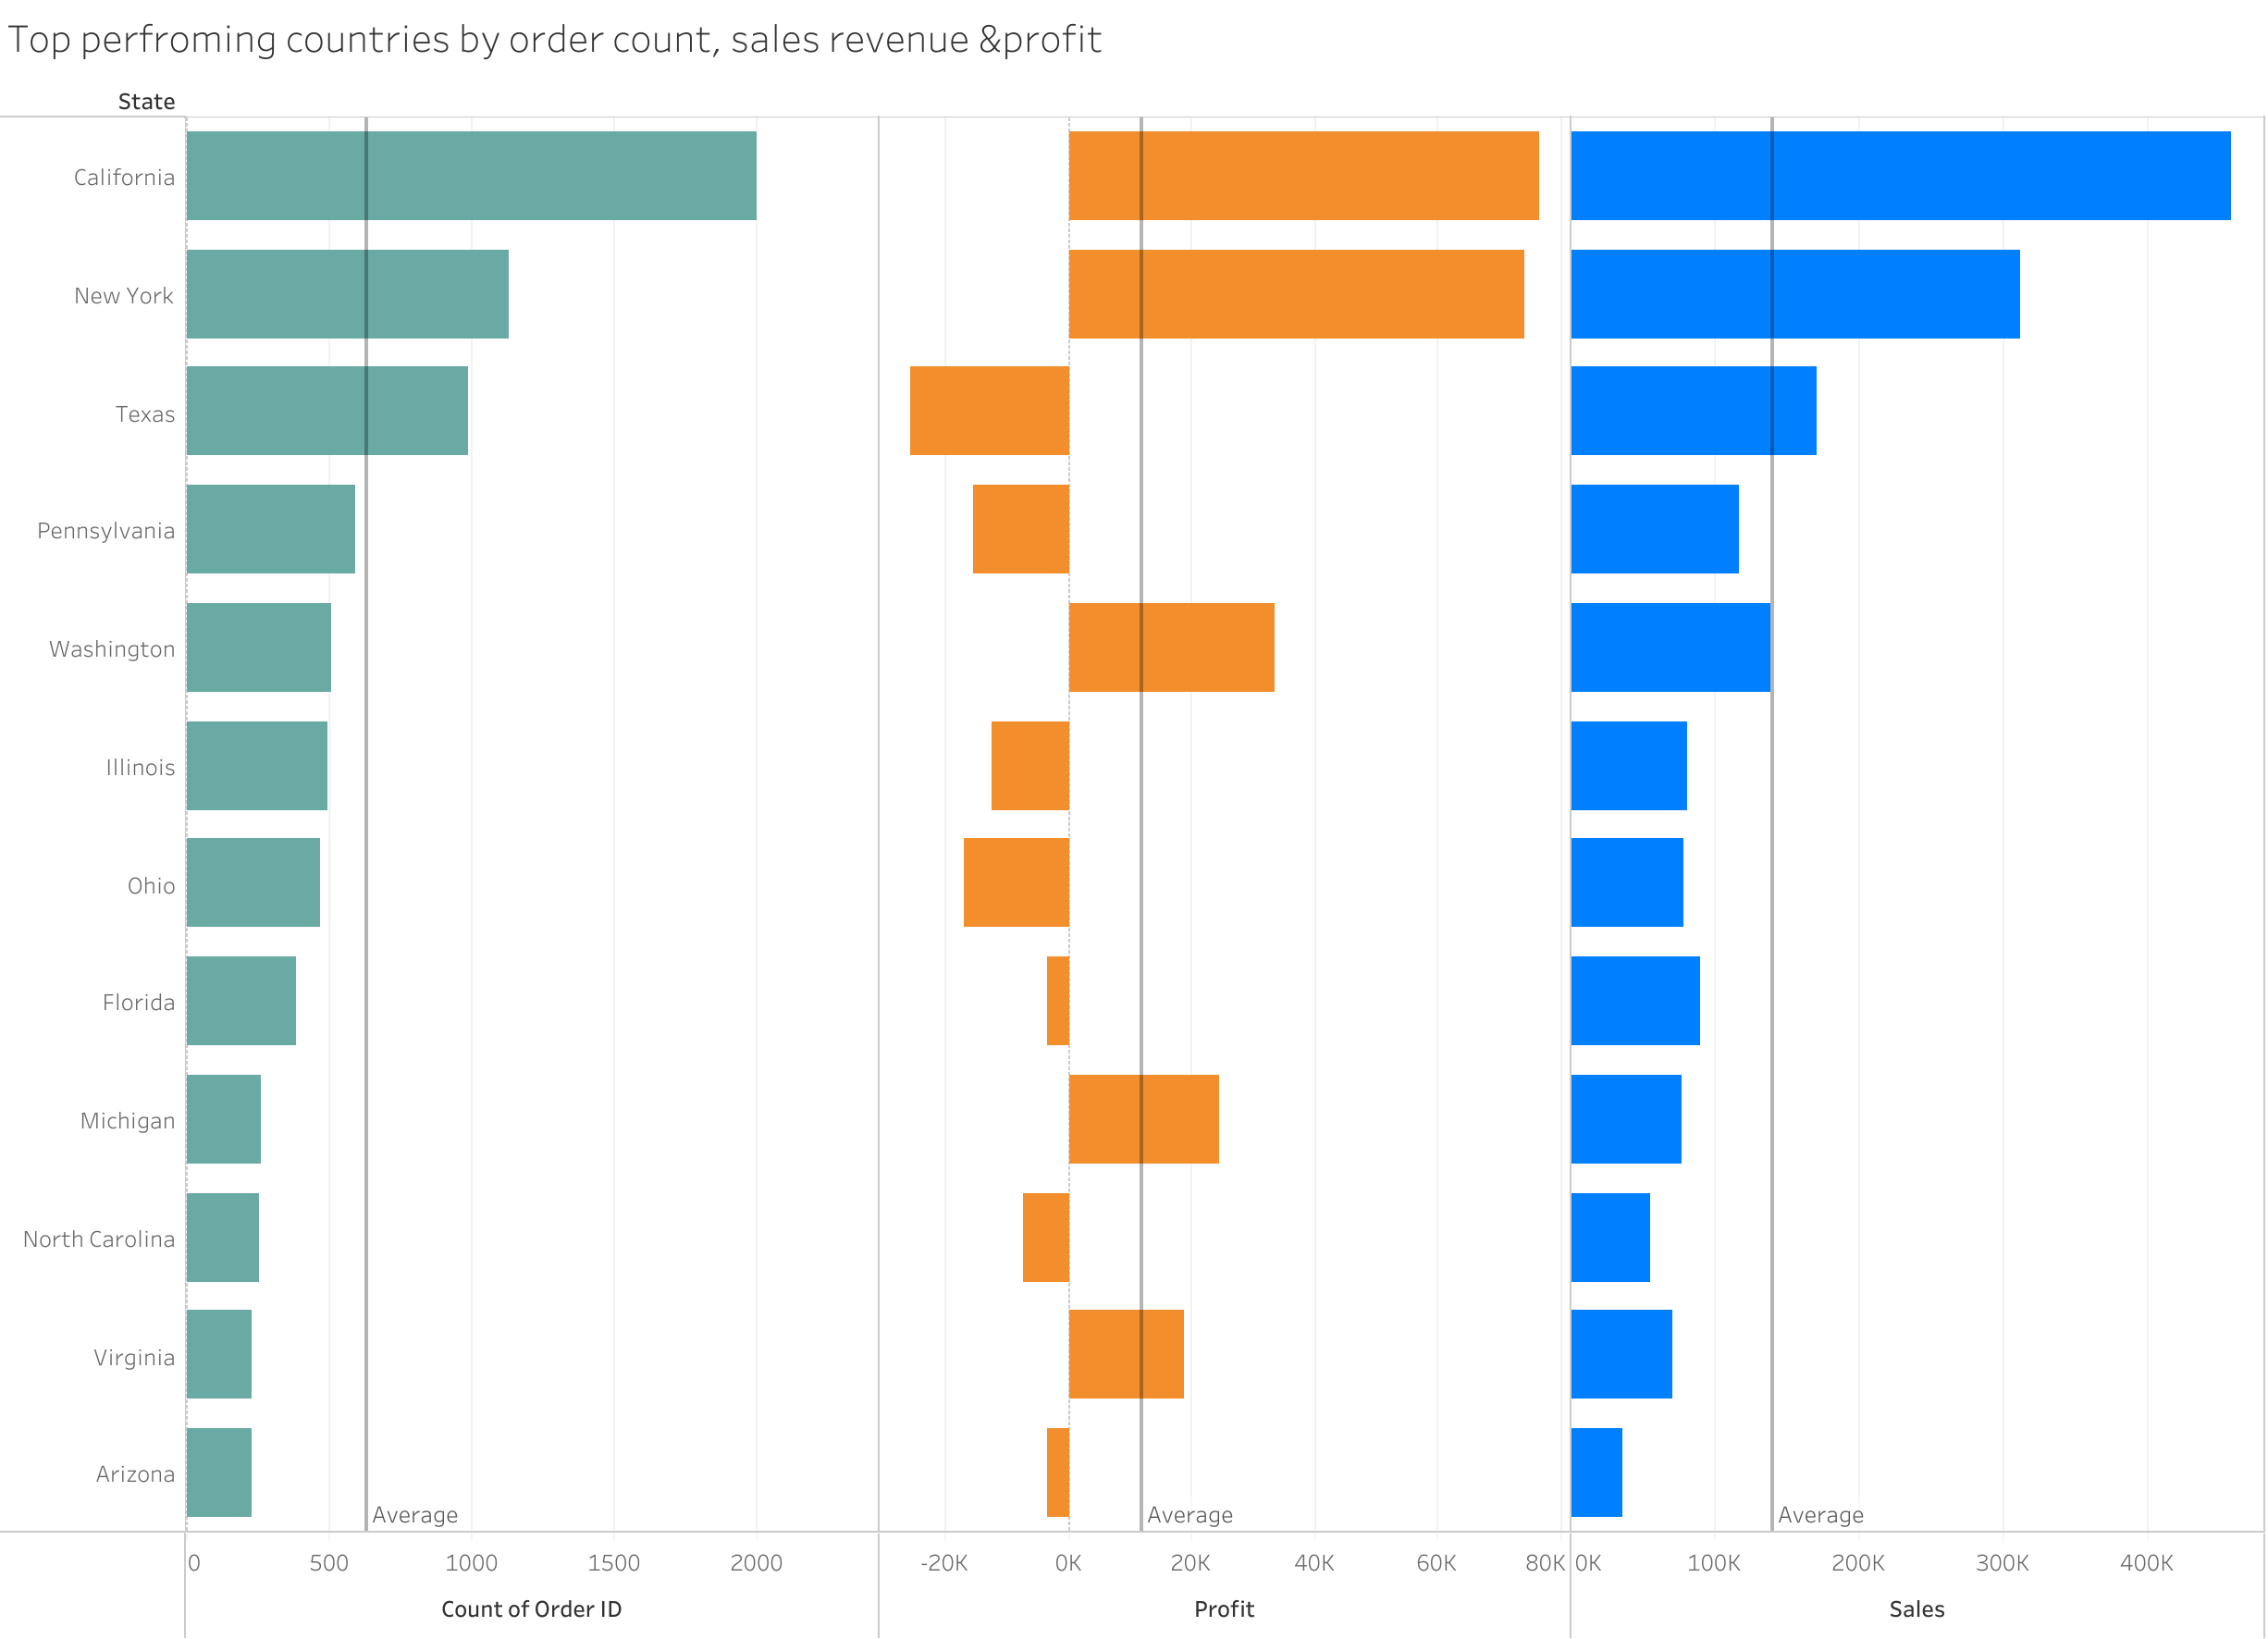 Top perfroming countries by order count, sales revenue &profit
State
California
New York
Texas
Pennsylvania
Washington
Illinois
Ohio
Florida
Michigan
North Carolina
Virginia
Arizona
Average Average Average
0 500 1000 1500 2000 -20K 0K 20K 40K 60K 80K 0K 100K 200K 300K 400K
Count of Order ID Profit Sales